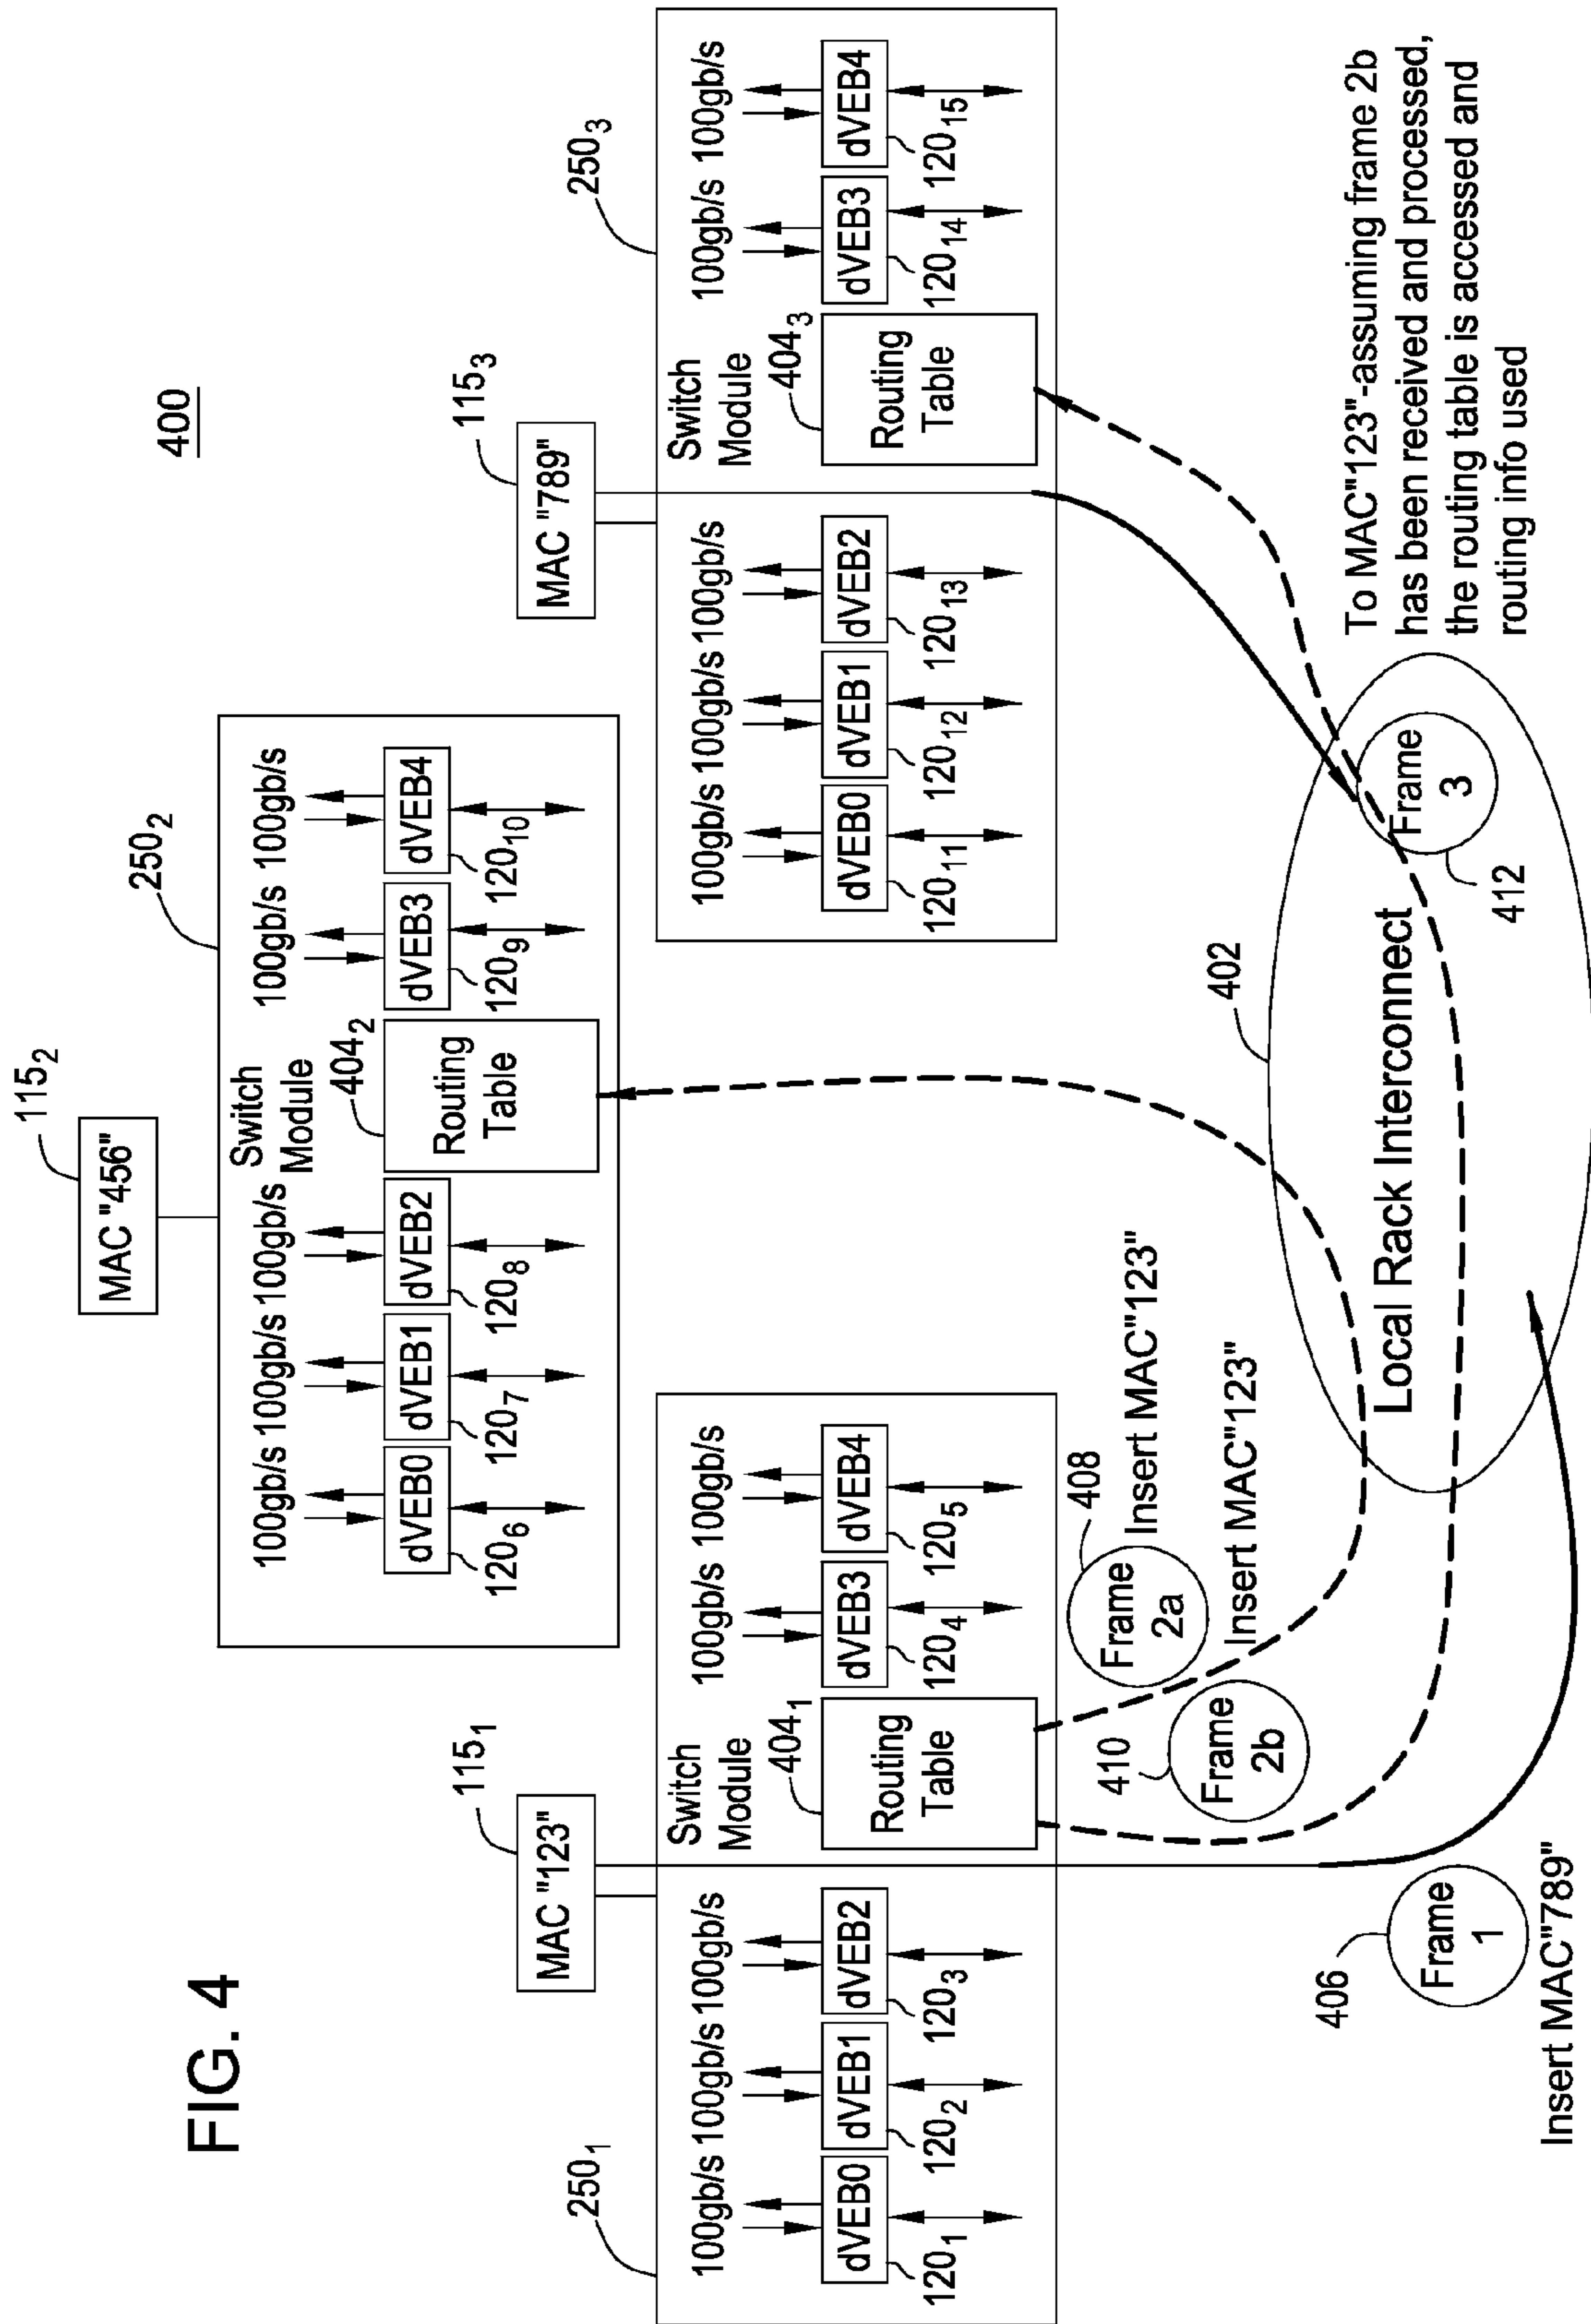 FIG. 4
400
115₂
MAC "456"
250₂
Switch
Module
100gb/s 100gb/s 100gb/s 100gb/s 100gb/s
dVEB0 dVEB1 dVEB2 dVEB3 dVEB4
404₂
Routing
Table
120₆ 120₇ 120₈ 120₉ 120₁₀
115₁
MAC "123"
250₁
Switch
Module
100gb/s 100gb/s 100gb/s 100gb/s 100gb/s
dVEB0 dVEB1 dVEB2 dVEB3 dVEB4
404₁
Routing
Table
120₁ 120₂ 120₃ 120₄ 120₅
115₃
MAC "789"
250₃
Switch
Module
100gb/s 100gb/s 100gb/s 100gb/s 100gb/s
dVEB0 dVEB1 dVEB2 dVEB3 dVEB4
404₃
Routing
Table
120₁₁ 120₁₂ 120₁₃ 120₁₄ 120₁₅
408
Frame
2a
Insert MAC"123"
410
Frame
2b
Insert MAC"123"
406
Frame
1
Insert MAC"789"
402
Local Rack Interconnect
Frame
3
412
To MAC"123"-assuming frame 2b
has been received and processed,
the routing table is accessed and
routing info used